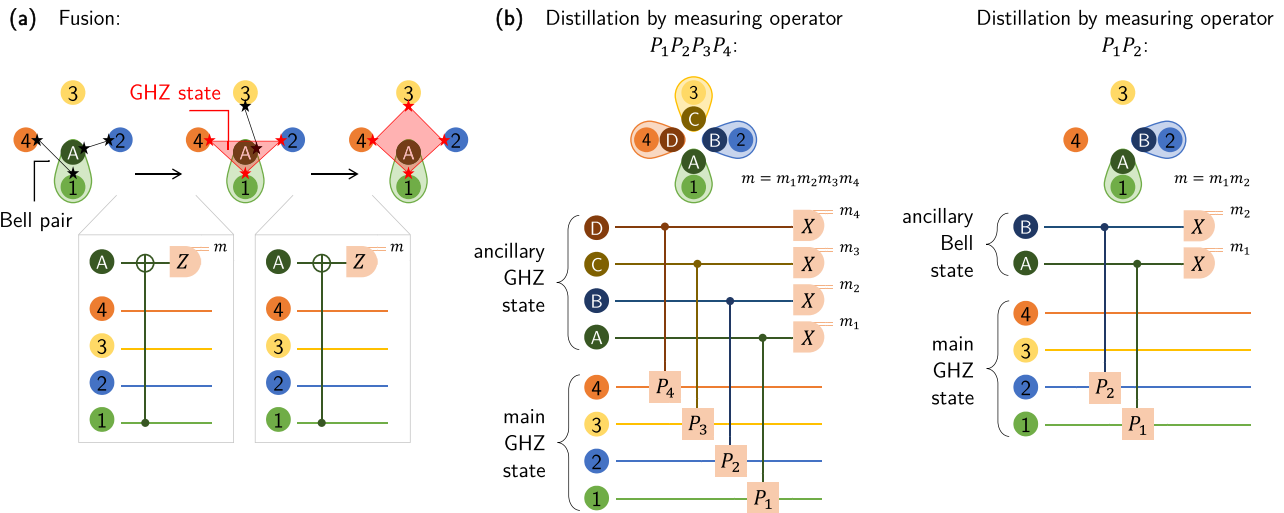 (a) Fusion:
3
GHZ state
4
A
2
1
Bell pair
4
3
A
2
1
3
4
A
2
1
A
Z
m
4
3
2
1
A
Z
m
4
3
2
1
(b) Distillation by measuring operator
P₁P₂P₃P₄:
3
C
4
D
B
2
A
1
m = m₁m₂m₃m₄
ancillary
GHZ
state
D
X
m₄
C
X
m₃
B
X
m₂
A
X
m₁
main
GHZ
state
4
P₄
3
P₃
2
P₂
1
P₁
Distillation by measuring operator
P₁P₂:
3
4
B
2
A
1
m = m₁m₂
ancillary
Bell
state
B
X
m₂
A
X
m₁
main
GHZ
state
4
3
2
P₂
1
P₁